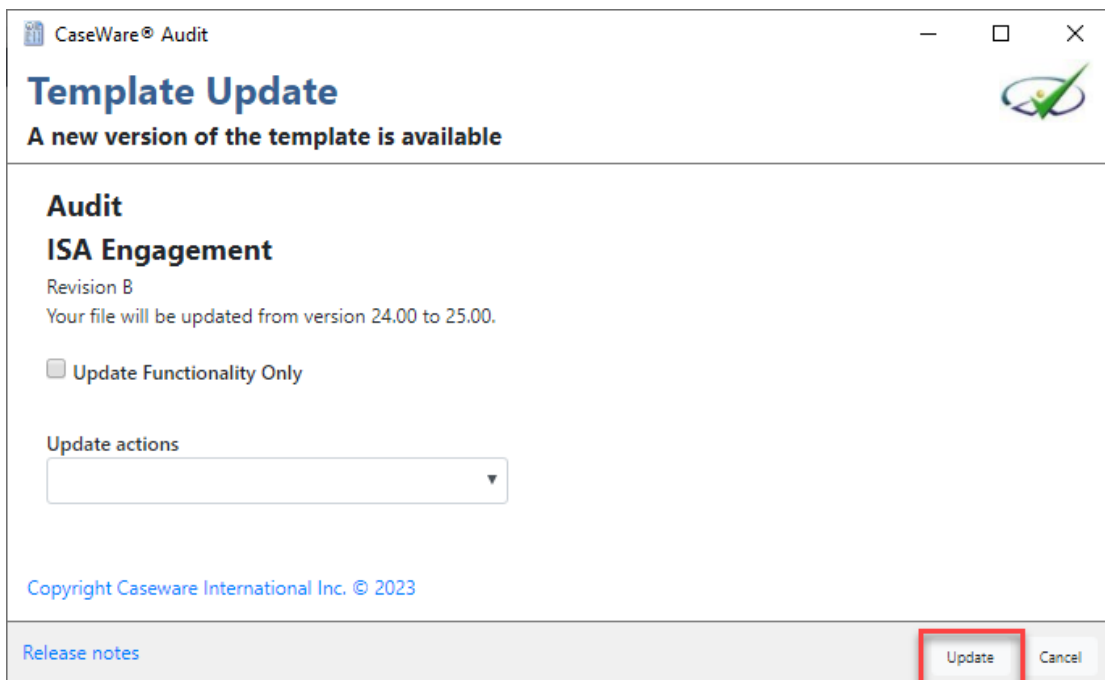 CaseWare® Audit
Template Update
A new version of the template is available
Audit
ISA Engagement
Revision B
Your file will be updated from version 24.00 to 25.00.
Update Functionality Only
Update actions
Copyright Caseware International Inc. © 2023
Release notes
Update
Cancel